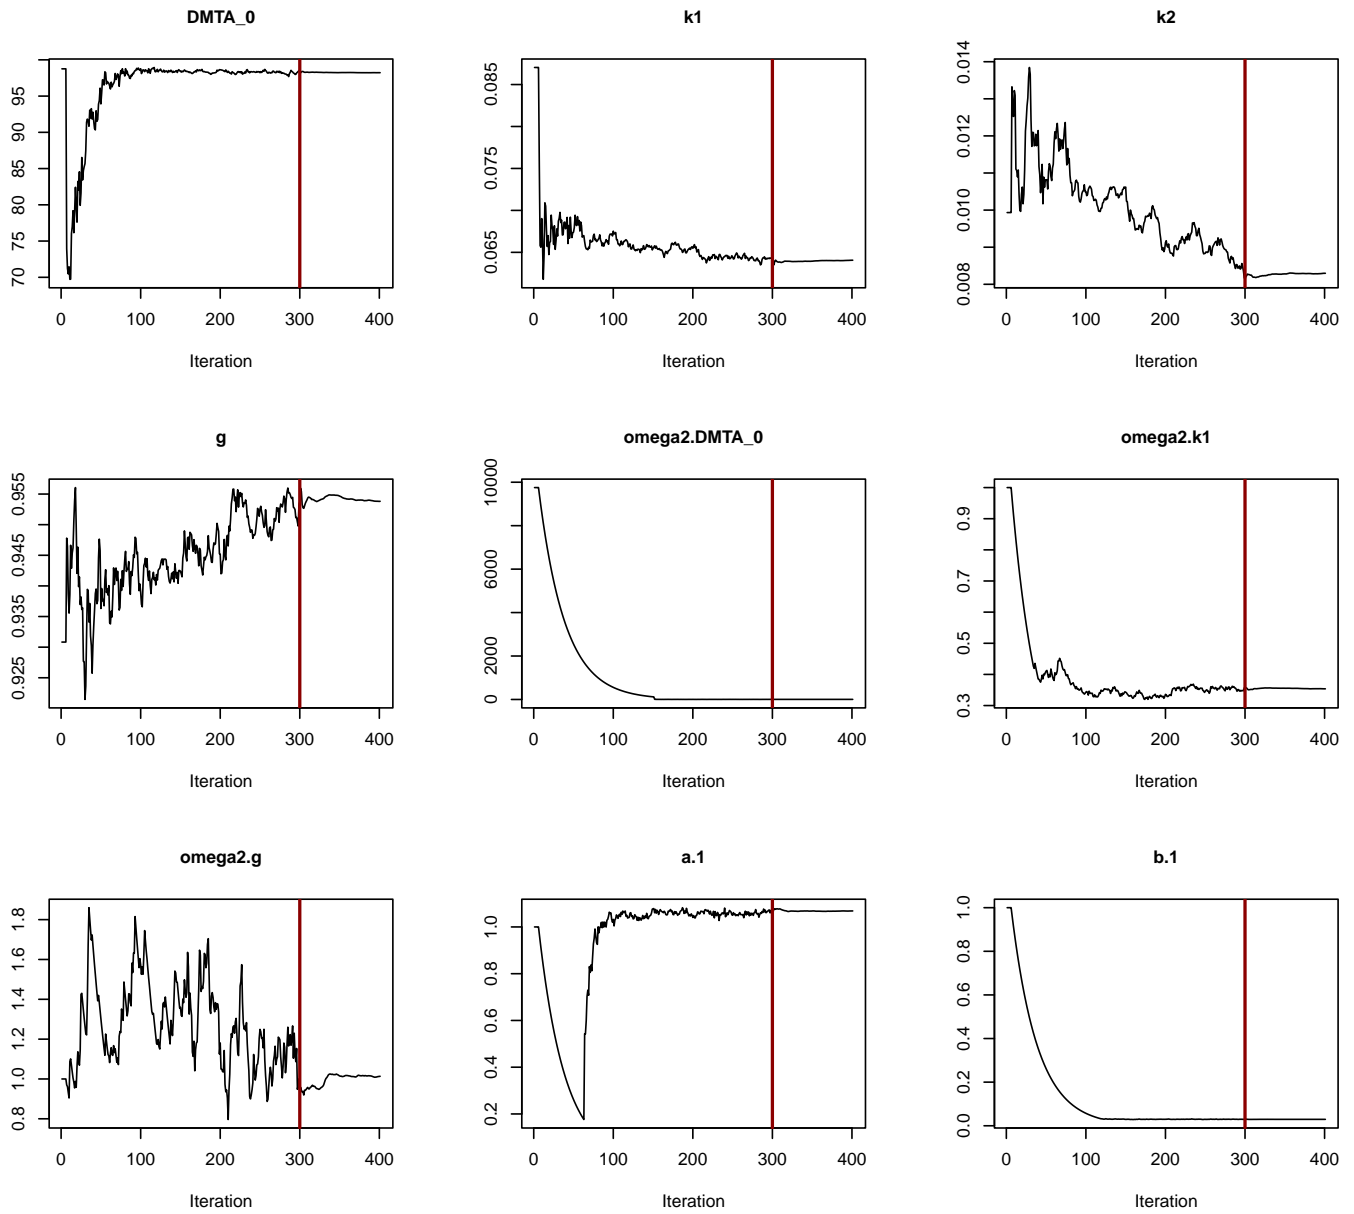 DMTA_0
k1
k2
70 75 80 85 90 95
0.065 0.075 0.085
0.008 0.010 0.012 0.014
0 100 200 300 400
0 100 200 300 400
0 100 200 300 400
Iteration
Iteration
Iteration
g
omega2.DMTA_0
omega2.k1
0.925 0.935 0.945 0.955
0 2000 6000 10000
0.3 0.5 0.7 0.9
0 100 200 300 400
0 100 200 300 400
0 100 200 300 400
Iteration
Iteration
Iteration
omega2.g
a.1
b.1
0.8 1.0 1.2 1.4 1.6 1.8
0.2 0.4 0.6 0.8 1.0
0.0 0.2 0.4 0.6 0.8 1.0
0 100 200 300 400
0 100 200 300 400
0 100 200 300 400
Iteration
Iteration
Iteration